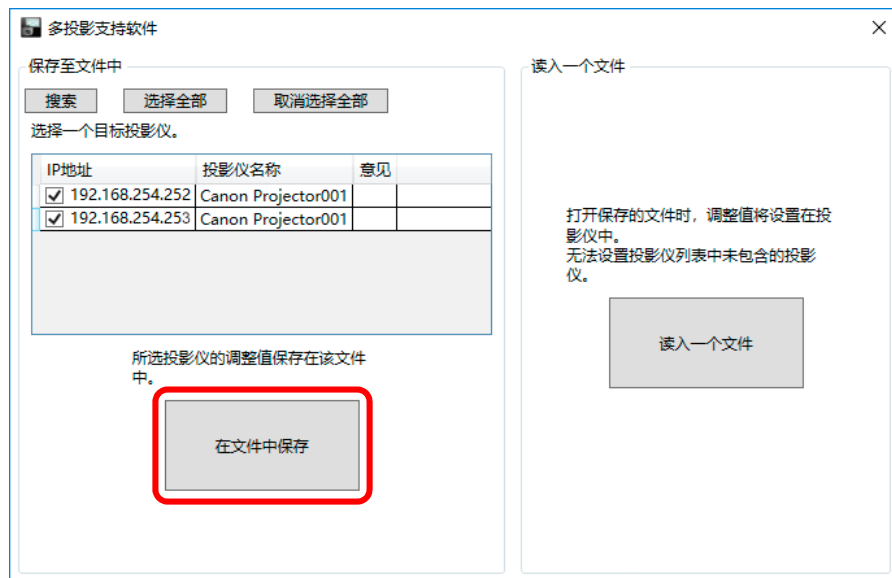 多投影支持软件
保存至文件中
搜索 选择全部 取消选择全部
选择一个目标投影仪。
IP地址 投影仪名称 意见
192.168.254.252 Canon Projector001
192.168.254.253 Canon Projector001
所选投影仪的调整值保存在该文件
中。
在文件中保存
读入一个文件
打开保存的文件时，调整值将设置在投
影仪中。
无法设置投影仪列表中未包含的投影
仪。
读入一个文件